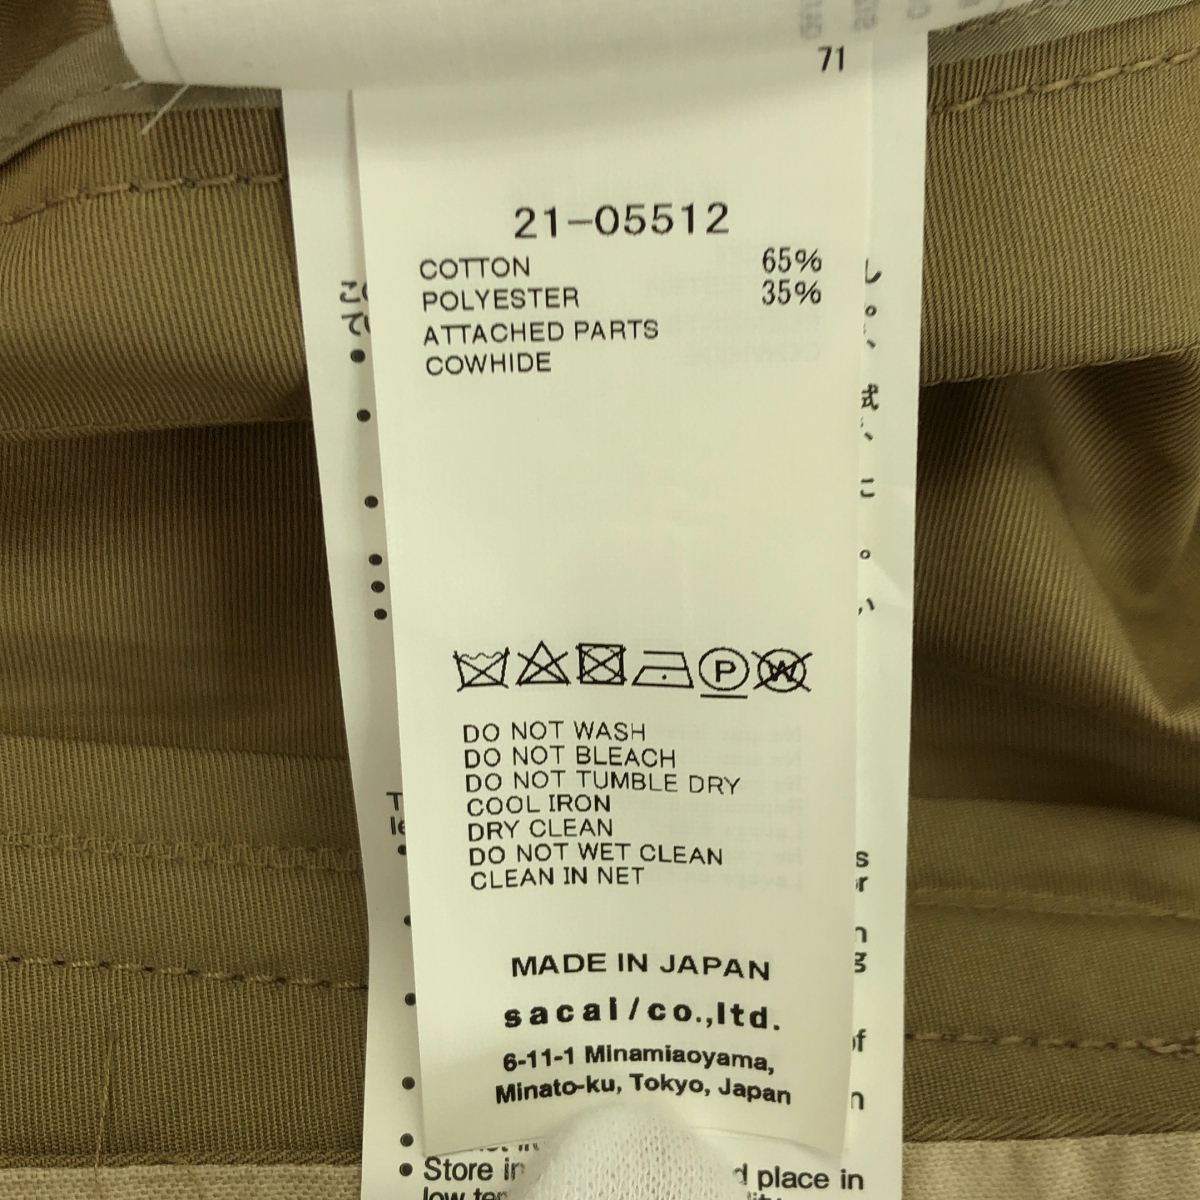 71
21-05512
COTTON 65%
POLYESTER 35%
ATTACHED PARTS
COWHIDE
P W
DO NOT WASH
DO NOT BLEACH
DO NOT TUMBLE DRY
COOL IRON
DRY CLEAN
DO NOT WET CLEAN
CLEAN IN NET
MADE IN JAPAN
sacai/co.,ltd.
6-11-1 Minamiaoyama,
Minato-ku, Tokyo, Japan
• Store in place in
low